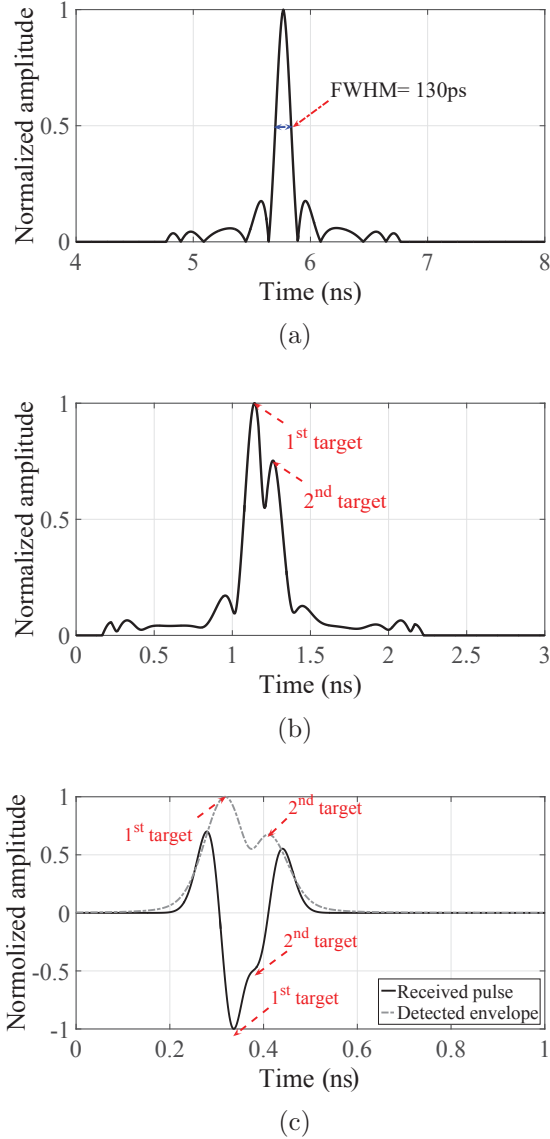 1
0.5
0
Normalized amplitude
FWHM= 130ps
4 5 6 7 8
Time (ns)
(a)
1
0.5
0
Normalized amplitude
1st target
2nd target
0 0.5 1 1.5 2 2.5 3
Time (ns)
(b)
1
0.5
0
-0.5
-1
Normolized amplitude
1st target
2nd target
2nd target
1st target
Received pulse
Detected envelope
0 0.2 0.4 0.6 0.8 1
Time (ns)
(c)